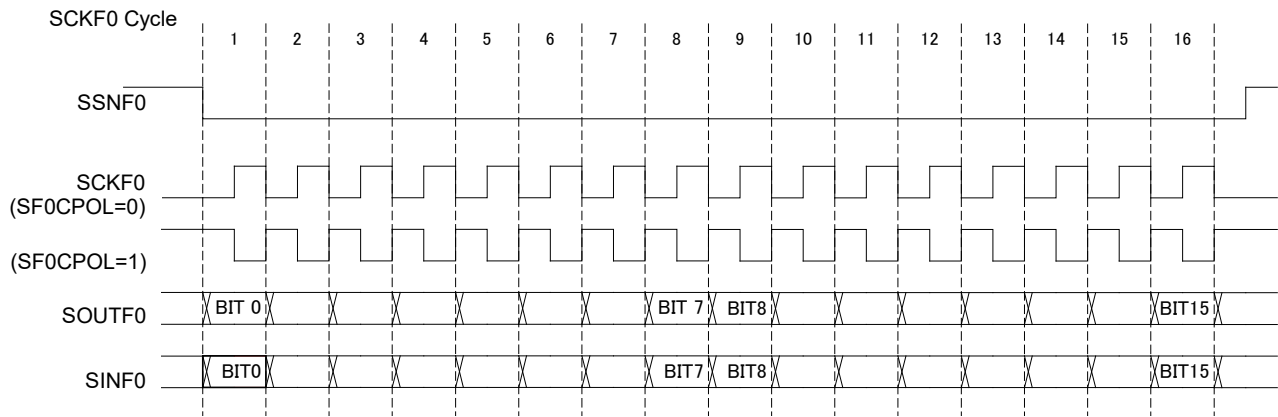 SCKF0 Cycle
1 2 3 4 5 6 7 8 9 10 11 12 13 14 15 16
SSNF0
SCKF0
(SF0CPOL=0)
(SF0CPOL=1)
SOUTF0 BIT 0 BIT 7 BIT8 BIT15
SINF0 BIT0 BIT7 BIT8 BIT15